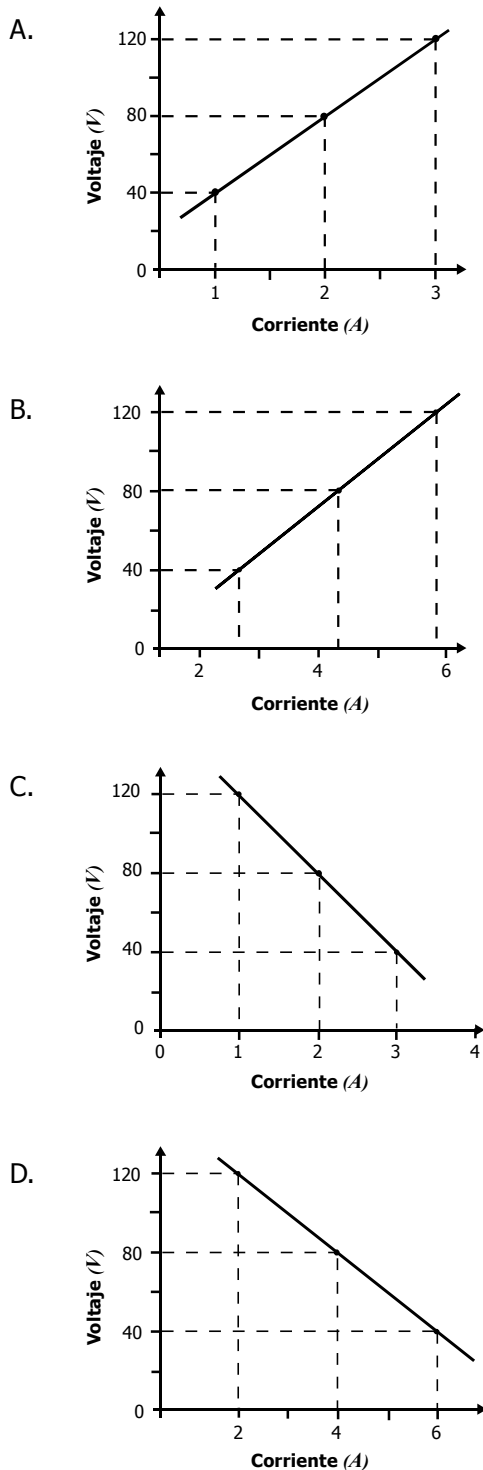 A.
120
80
40
0
Voltaje (V)
1 2 3
Corriente (A)
B.
120
80
40
0
Voltaje (V)
2 4 6
Corriente (A)
C.
120
80
40
0
Voltaje (V)
0 1 2 3 4
Corriente (A)
D.
120
80
40
0
Voltaje (V)
2 4 6
Corriente (A)